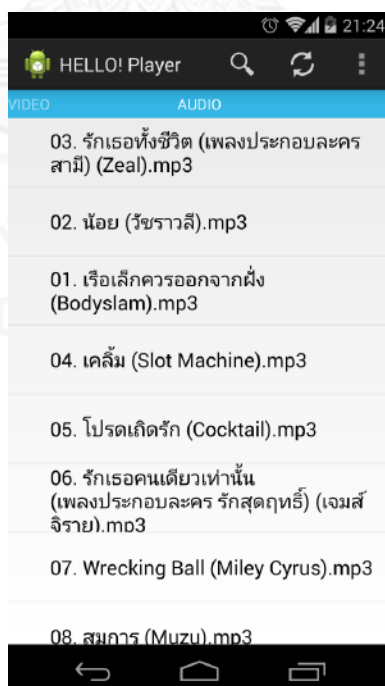 21:24
HELLO! Player
VIDEO
AUDIO
03. รักเธอทั้งชีวิต (เพลงประกอบละคร
สามี) (Zeal).mp3
02. น้อย (วัชราวลี).mp3
01. เรือเล็กควรออกจากฝั่ง
(Bodyslam).mp3
04. เคลิ้ม (Slot Machine).mp3
05. โปรดเถิดรัก (Cocktail).mp3
06. รักเธอคนเดียวเท่านั้น
(เพลงประกอบละคร รักสุดฤทธิ์) (เจมส์
จิราย).mp3
07. Wrecking Ball (Miley Cyrus).mp3
08. สมการ (Muzu).mp3